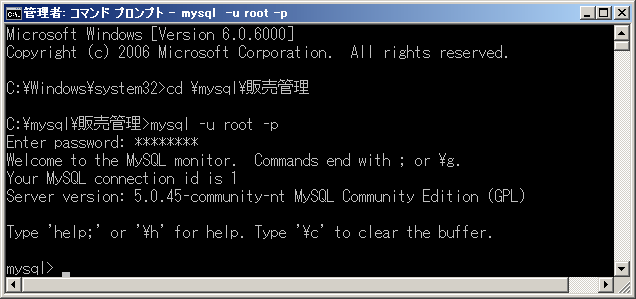 管理者: コマンド プロンプト - mysql  -u root -p
Microsoft Windows [Version 6.0.6000]
Copyright (c) 2006 Microsoft Corporation.  All rights reserved.
C:¥Windows¥system32>cd ¥mysql¥販売管理
C:¥mysql¥販売管理>mysql -u root -p
Enter password: ********
Welcome to the MySQL monitor.  Commands end with ; or ¥g.
Your MySQL connection id is 1
Server version: 5.0.45-community-nt MySQL Community Edition (GPL)
Type 'help;' or '¥h' for help. Type '¥c' to clear the buffer.
mysql> _